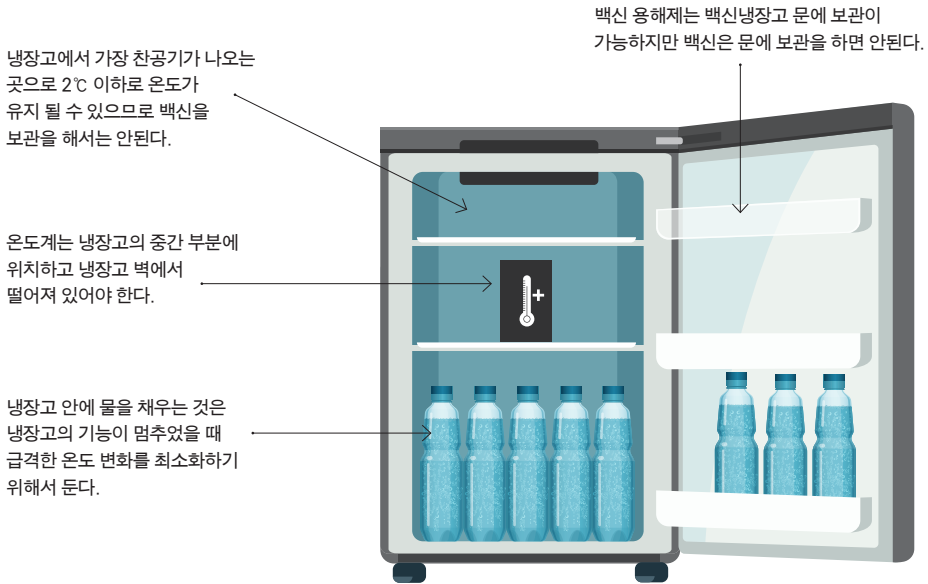 백신 용해제는 백신냉장고 문에 보관이
가능하지만 백신은 문에 보관을 하면 안된다.
냉장고에서 가장 찬공기가 나오는
곳으로 2℃ 이하로 온도가
유지 될 수 있으므로 백신을
보관을 해서는 안된다.
온도계는 냉장고의 중간 부분에
위치하고 냉장고 벽에서
떨어져 있어야 한다.
냉장고 안에 물을 채우는 것은
냉장고의 기능이 멈추었을 때
급격한 온도 변화를 최소화하기
위해서 둔다.